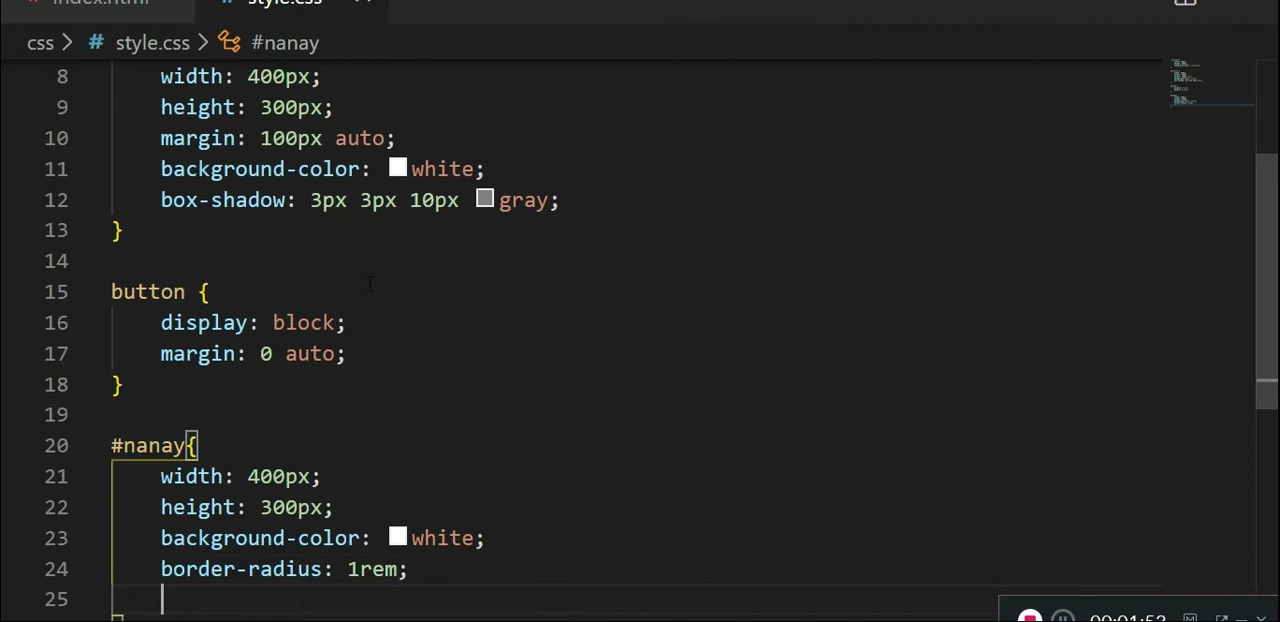 index.html # style.css
css > # style.css > #nanay
8 width: 400px;
9 height: 300px;
10 margin: 100px auto;
11 background-color: white;
12 box-shadow: 3px 3px 10px gray;
13 }
14
15 button {
16 display: block;
17 margin: 0 auto;
18 }
19
20 #nanay{
21 width: 400px;
22 height: 300px;
23 background-color: white;
24 border-radius: 1rem;
25
00:01:53